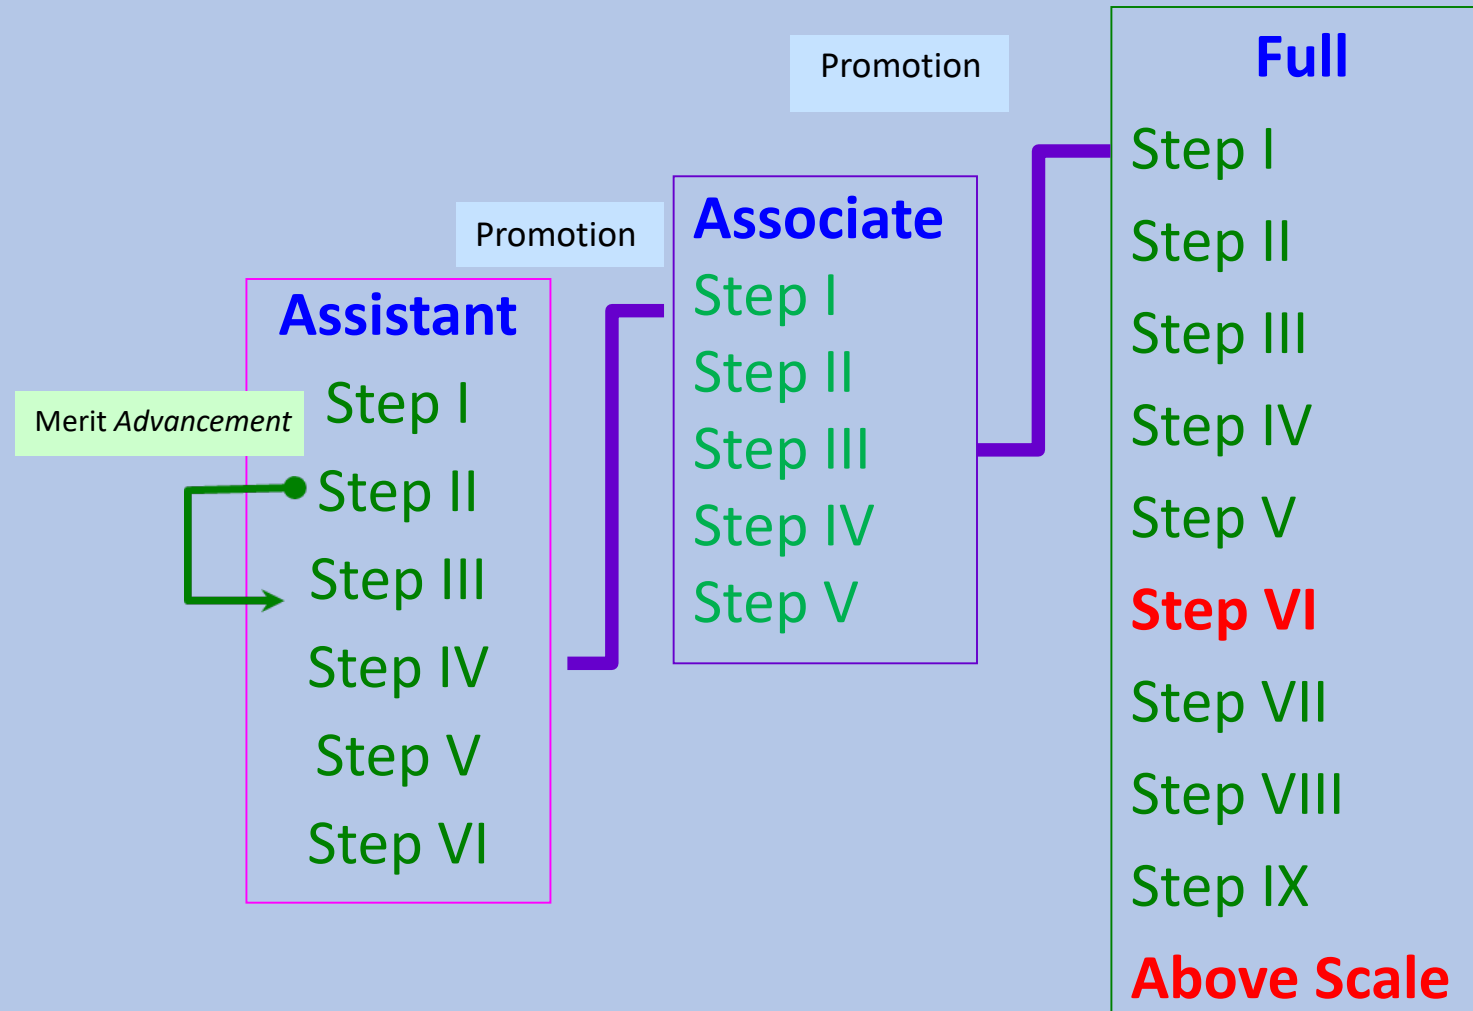 Merit Advancement
Assistant
Step I
Step II
Step III
Step IV
Step V
Step VI
Promotion
Associate
Step I
Step II
Step III
Step IV
Step V
Promotion
Full
Step I
Step II
Step III
Step IV
Step V
Step VI
Step VII
Step VIII
Step IX
Above Scale